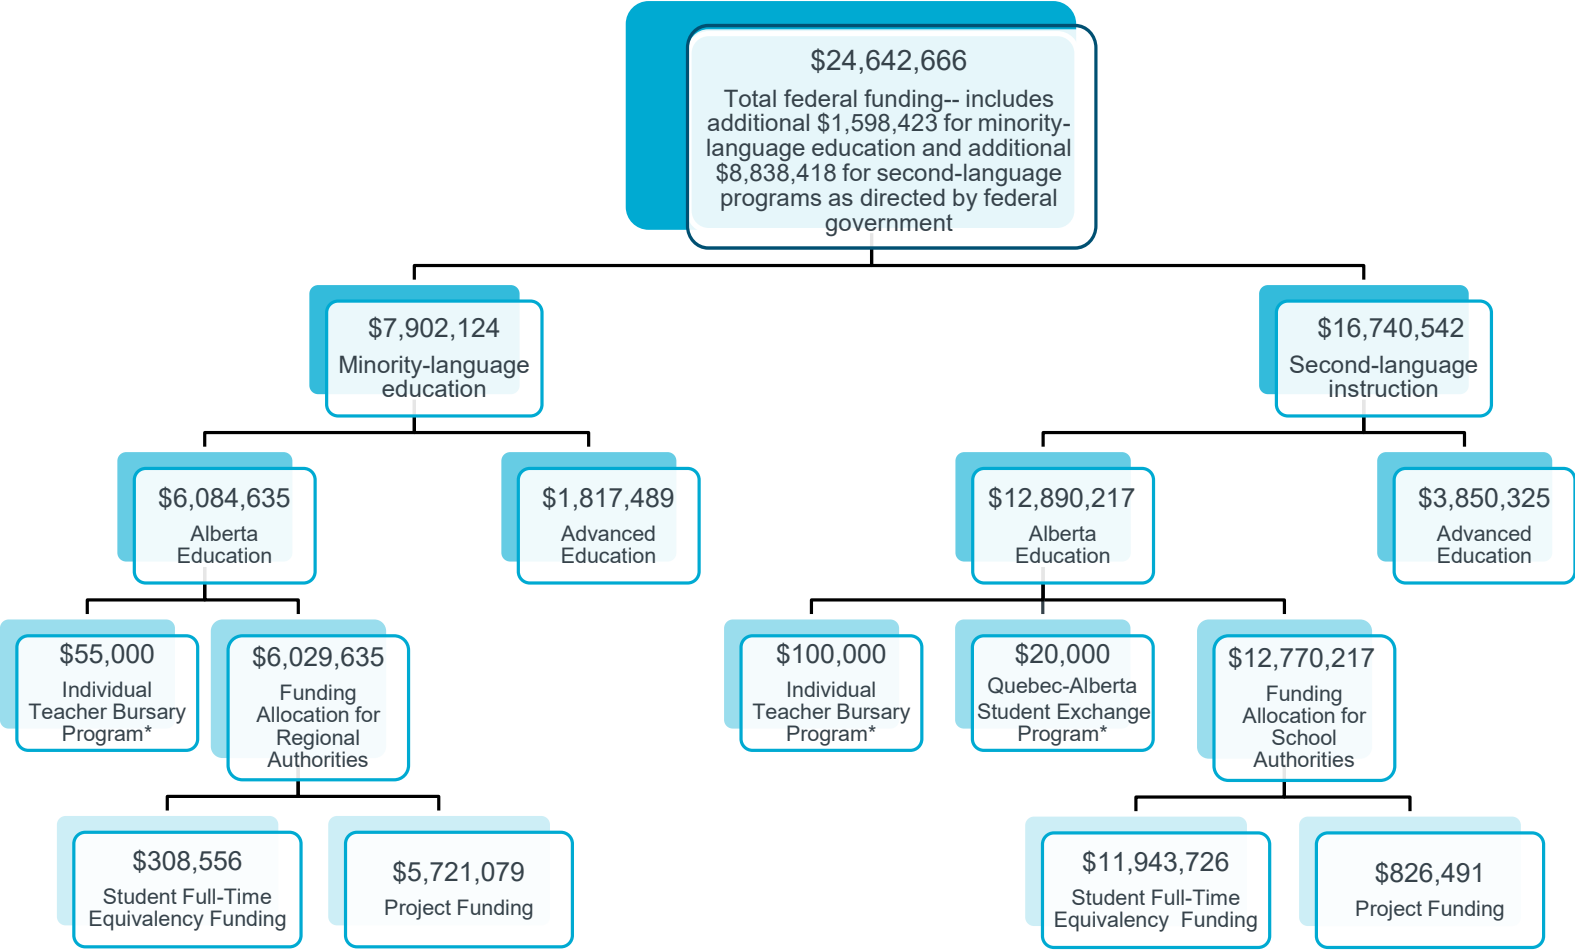 $24,642,666
Total federal funding-- includes
additional $1,598,423 for minority-
language education and additional
$8,838,418 for second-language
programs as directed by federal
government
$7,902,124
Minority-language
education
$16,740,542
Second-language
instruction
$6,084,635
Alberta
Education
$1,817,489
Advanced
Education
$12,890,217
Alberta
Education
$3,850,325
Advanced
Education
$55,000
Individual
Teacher Bursary
Program*
$6,029,635
Funding
Allocation for
Regional
Authorities
$100,000
Individual
Teacher Bursary
Program*
$20,000
Quebec-Alberta
Student Exchange
Program*
$12,770,217
Funding
Allocation for
School
Authorities
$308,556
Student Full-Time
Equivalency Funding
$5,721,079
Project Funding
$11,943,726
Student Full-Time
Equivalency  Funding
$826,491
Project Funding